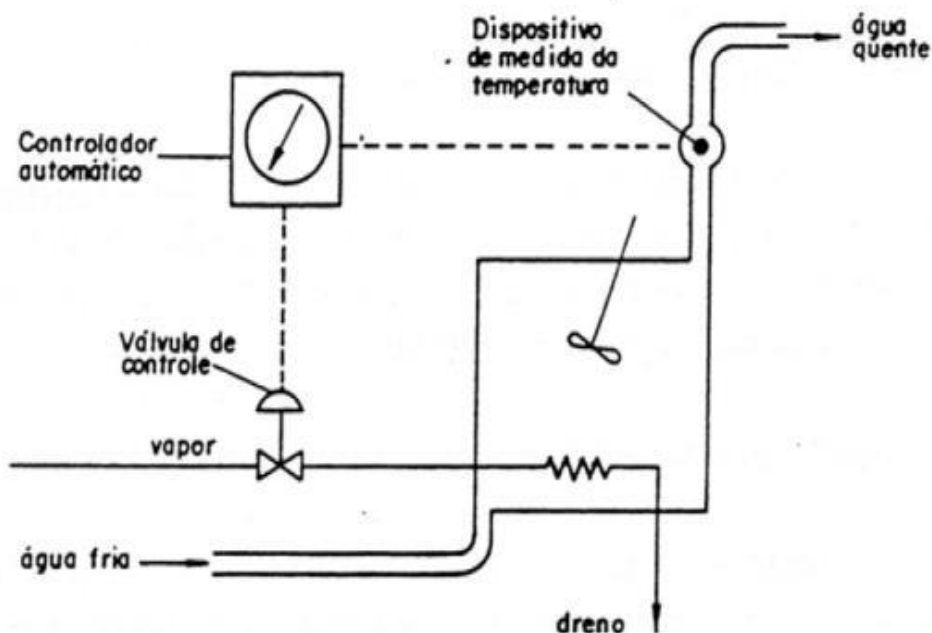 Dispositivo
de medida da
temperatura
água
quente
Controlador
automático
Válvula de
controle
vapor
água fria
dreno